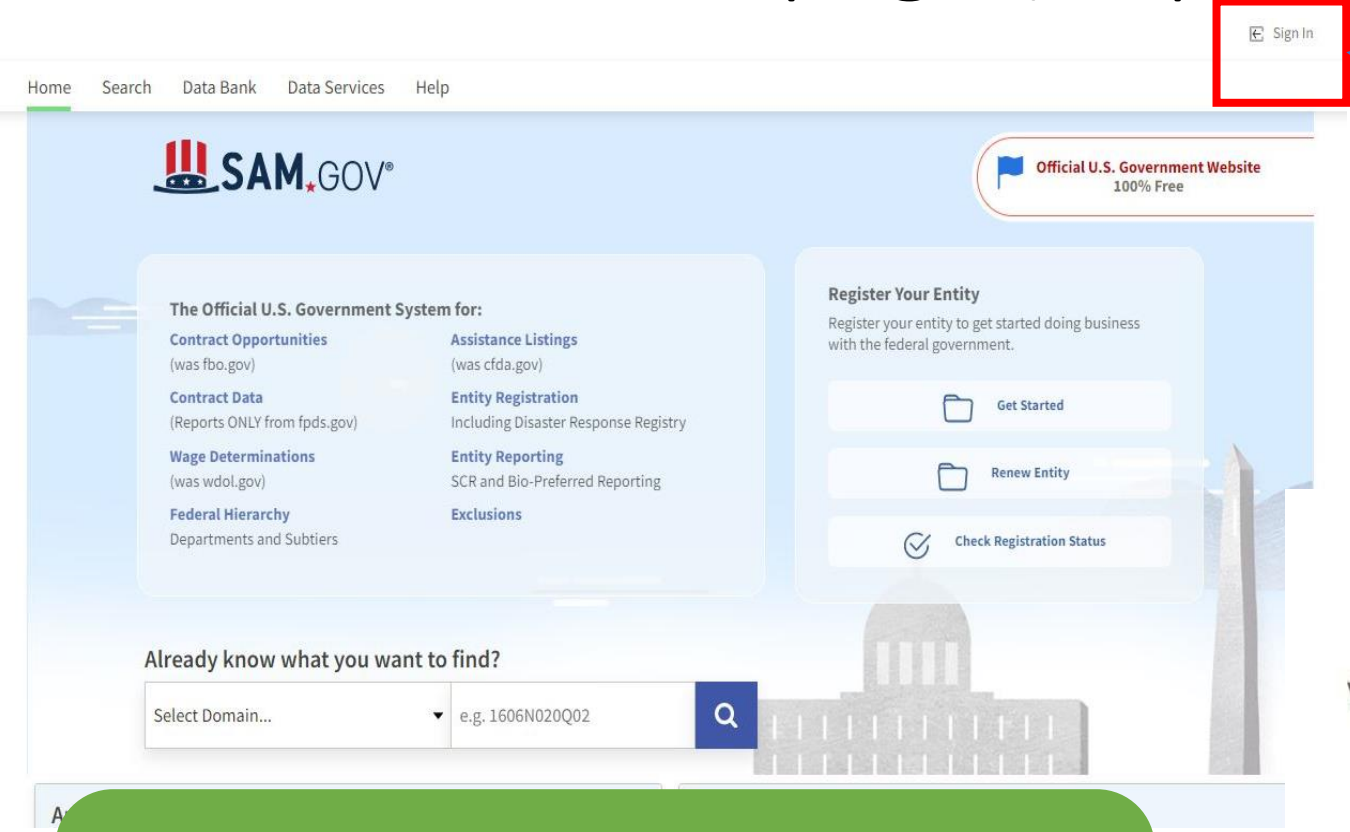 Sign In
Home Search Data Bank Data Services Help
SAM.GOV®
Official U.S. Government Website
100% Free
The Official U.S. Government System for:
Contract Opportunities
(was fbo.gov)
Contract Data
(Reports ONLY from fpds.gov)
Wage Determinations
(was wdol.gov)
Federal Hierarchy
Departments and Subtiers
Assistance Listings
(was cfda.gov)
Entity Registration
Including Disaster Response Registry
Entity Reporting
SCR and Bio-Preferred Reporting
Exclusions
Register Your Entity
Register your entity to get started doing business
with the federal government.
Get Started
Renew Entity
Check Registration Status
Already know what you want to find?
Select Domain... e.g. 1606N020Q02